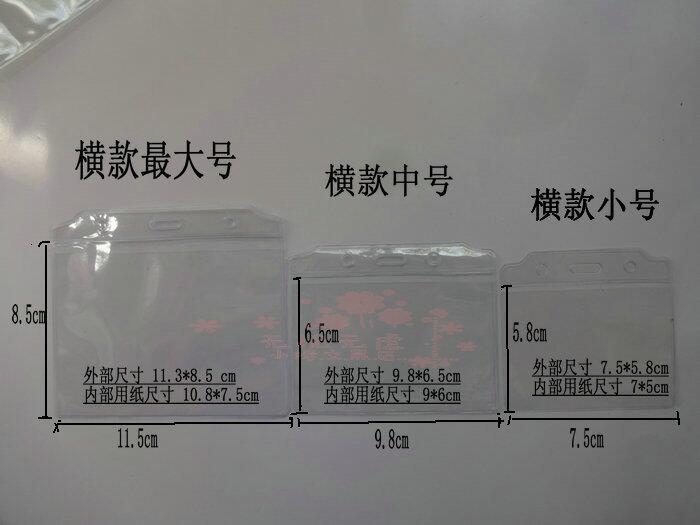 横款最大号
横款中号
横款小号
8.5cm
6.5cm
5.8cm
外部尺寸 11.3*8.5 cm
内部用纸尺寸 10.8*7.5cm
外部尺寸 9.8*6.5cm
内部用纸尺寸 9*6cm
外部尺寸 7.5*5.8cm
内部用纸尺寸 7*5cm
11.5cm
9.8cm
7.5cm